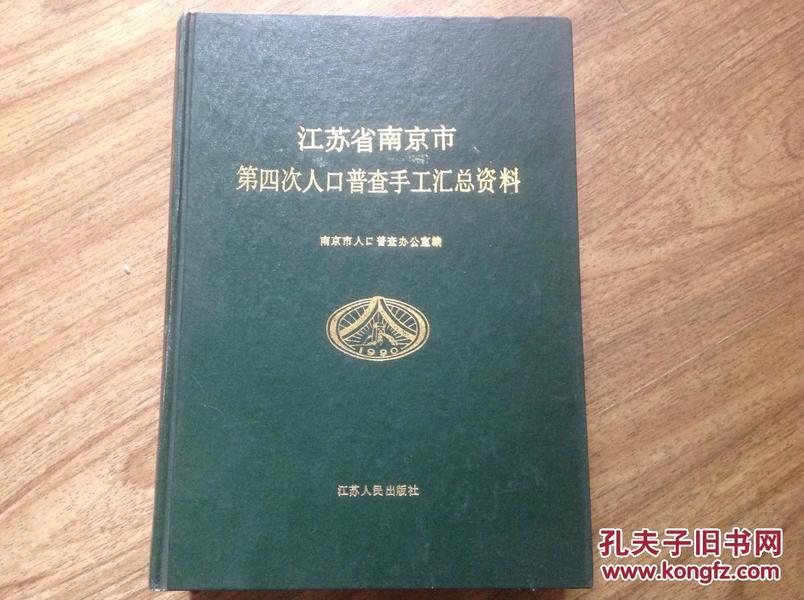 江苏省南京市
第四次人口普查手工汇总资料
南京市人口普查办公室编
1990
江苏人民出版社
孔夫子旧书网
www.kongfz.com